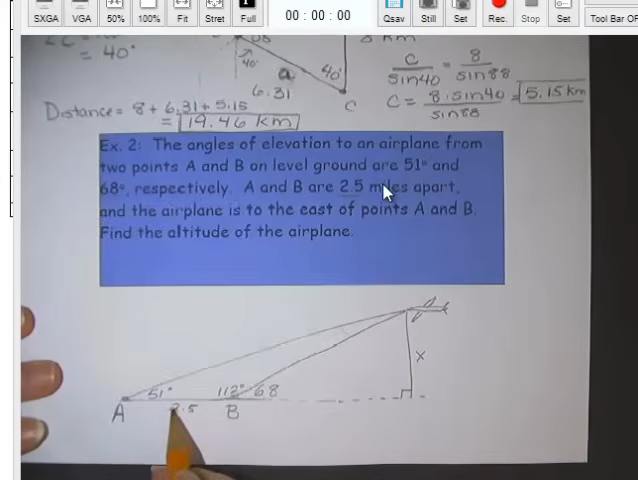 SXGA VGA 50% 100% Fit Stret Full 00 : 00 : 00 Qsav Still Set Rec. Stop Set Tool Bar OF
= 40°
40°
a
40°
6.31
C
8 km
c/sin40 = 8/sin88
C = 8·sin40/sin88 = 5.15 km
Distance = 8 + 6.31 + 5.15
= 19.46 km
Ex. 2: The angles of elevation to an airplane from
two points A and B on level ground are 51° and
68°, respectively. A and B are 2.5 miles apart,
and the airplane is to the east of points A and B.
Find the altitude of the airplane.
x
51° 112° 68
A 2.5 B